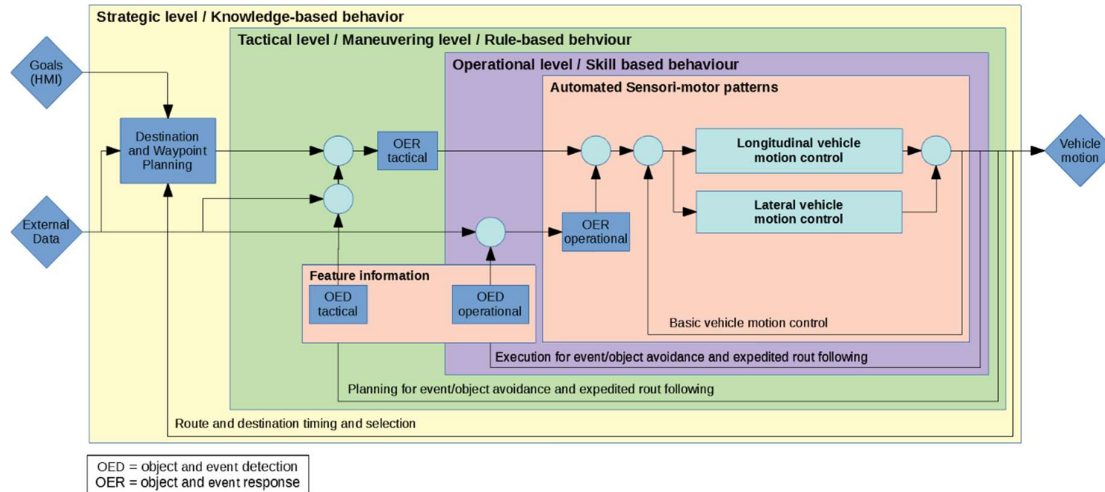 Strategic level / Knowledge-based behavior
Tactical level / Maneuvering level / Rule-based behviour
Operational level / Skill based behaviour
Automated Sensori-motor patterns
Goals
(HMI)
Destination
and Waypoint
Planning
OER
tactical
Longitudinal vehicle
motion control
Vehicle
motion
Lateral vehicle
motion control
External
Data
OER
operational
Feature information
OED
tactical
OED
operational
Basic vehicle motion control
Execution for event/object avoidance and expedited rout following
Planning for event/object avoidance and expedited rout following
Route and destination timing and selection
OED = object and event detection
OER = object and event response